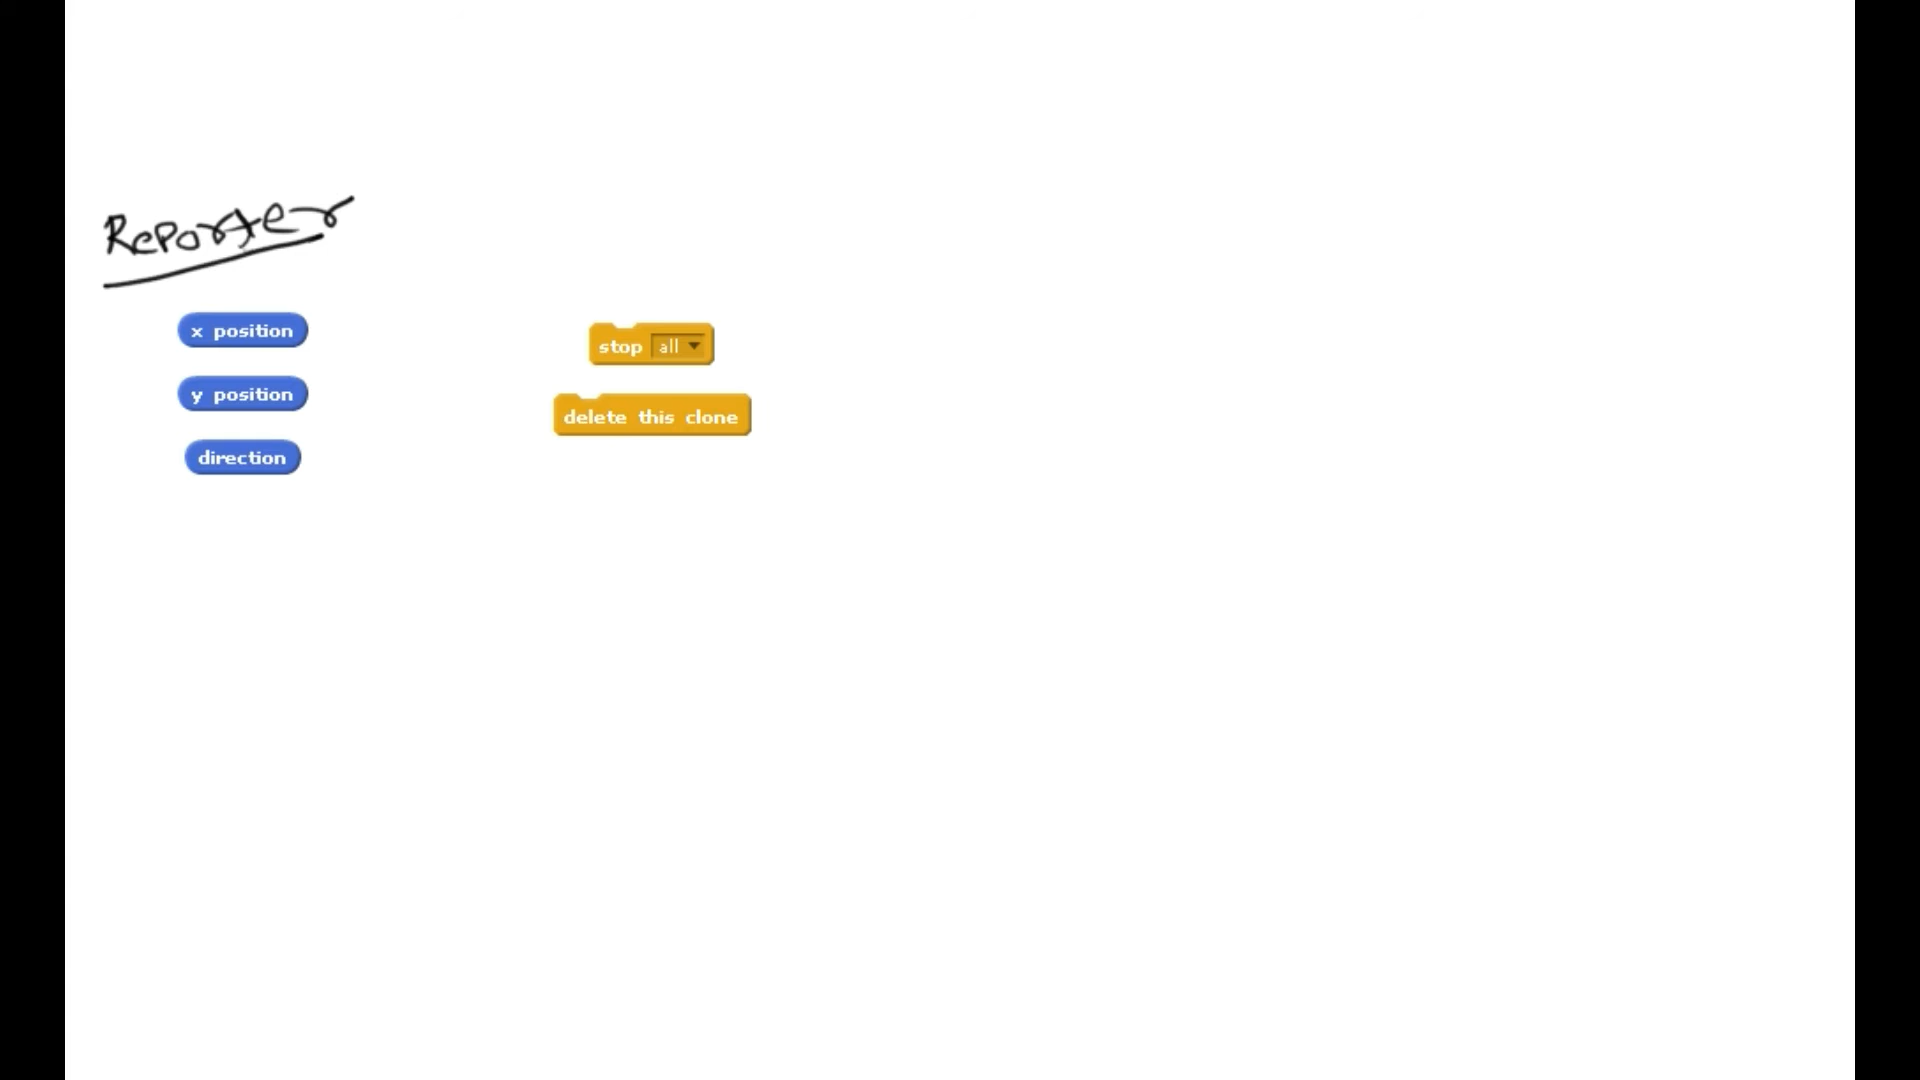 Reporter
x position
y position
direction
stop all
delete this clone